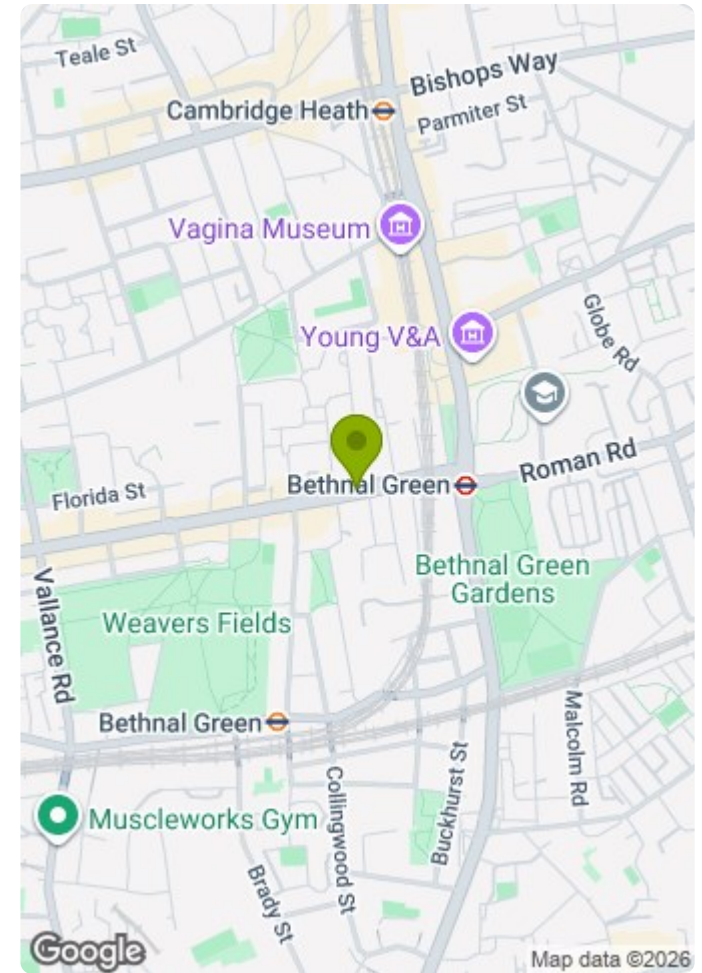 Teale St
Bishops Way
Cambridge Heath
Parmiter St
Vagina Museum
Young V&A
Globe Rd
Roman Rd
Bethnal Green
Florida St
Bethnal Green
Gardens
Vallance Rd
Weavers Fields
Bethnal Green
Malcolm Rd
Collingwood St
Buckhurst St
Muscleworks Gym
Brady St
Google
Map data ©2026